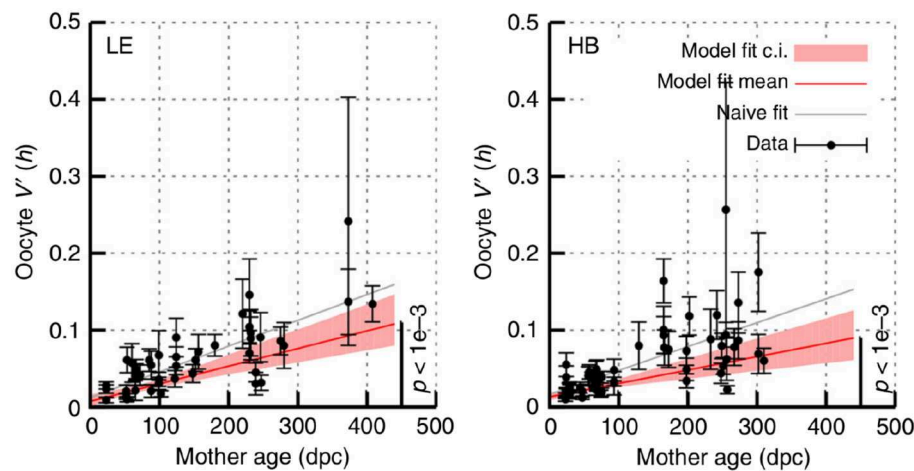 LE
0.5
0.4
0.3
0.2
0.1
0
Oocyte V′ (h)
0 100 200 300 400 500
Mother age (dpc)
p < 1e–3
HB
Model fit c.i.
Model fit mean
Naive fit
Data
0.5
0.4
0.3
0.2
0.1
0
Oocyte V′ (h)
0 100 200 300 400 500
Mother age (dpc)
p < 1e–3